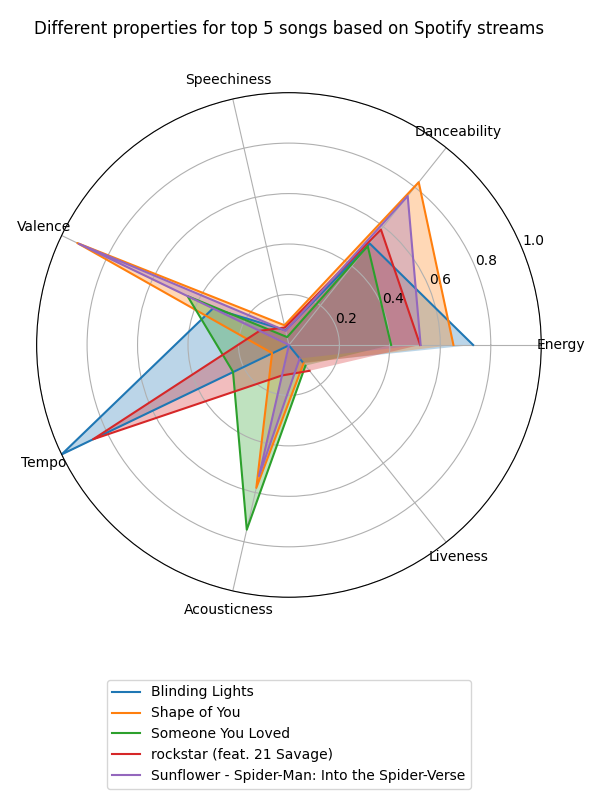 Different properties for top 5 songs based on Spotify streams
Speechiness
Danceability
Valence
1.0
0.8
0.6
0.4
0.2
Energy
Tempo
Liveness
Acousticness
Blinding Lights
Shape of You
Someone You Loved
rockstar (feat. 21 Savage)
Sunflower - Spider-Man: Into the Spider-Verse